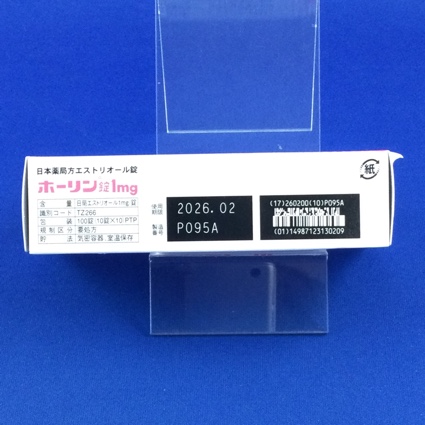 日本薬局方エストリオール錠
ホーリン錠1mg
含量 日局エストリオール1mg/錠
識別コード TZ266
包装 100錠:10錠×10:PTP
規制区分 要処方
貯法 気密容器、室温保存
使用期限 2026.02
製造番号 P095A
(17)260200(10)P095A
(01)14987123130209
紙